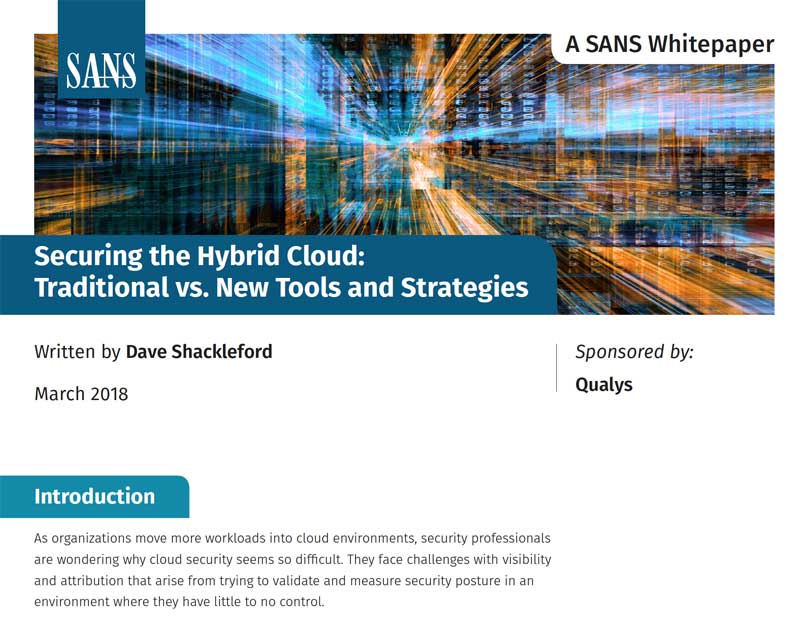 SANS
A SANS Whitepaper
Securing the Hybrid Cloud:
Traditional vs. New Tools and Strategies
Written by Dave Shackleford
March 2018
Sponsored by:
Qualys
Introduction
As organizations move more workloads into cloud environments, security professionals
are wondering why cloud security seems so difficult. They face challenges with visibility
and attribution that arise from trying to validate and measure security posture in an
environment where they have little to no control.